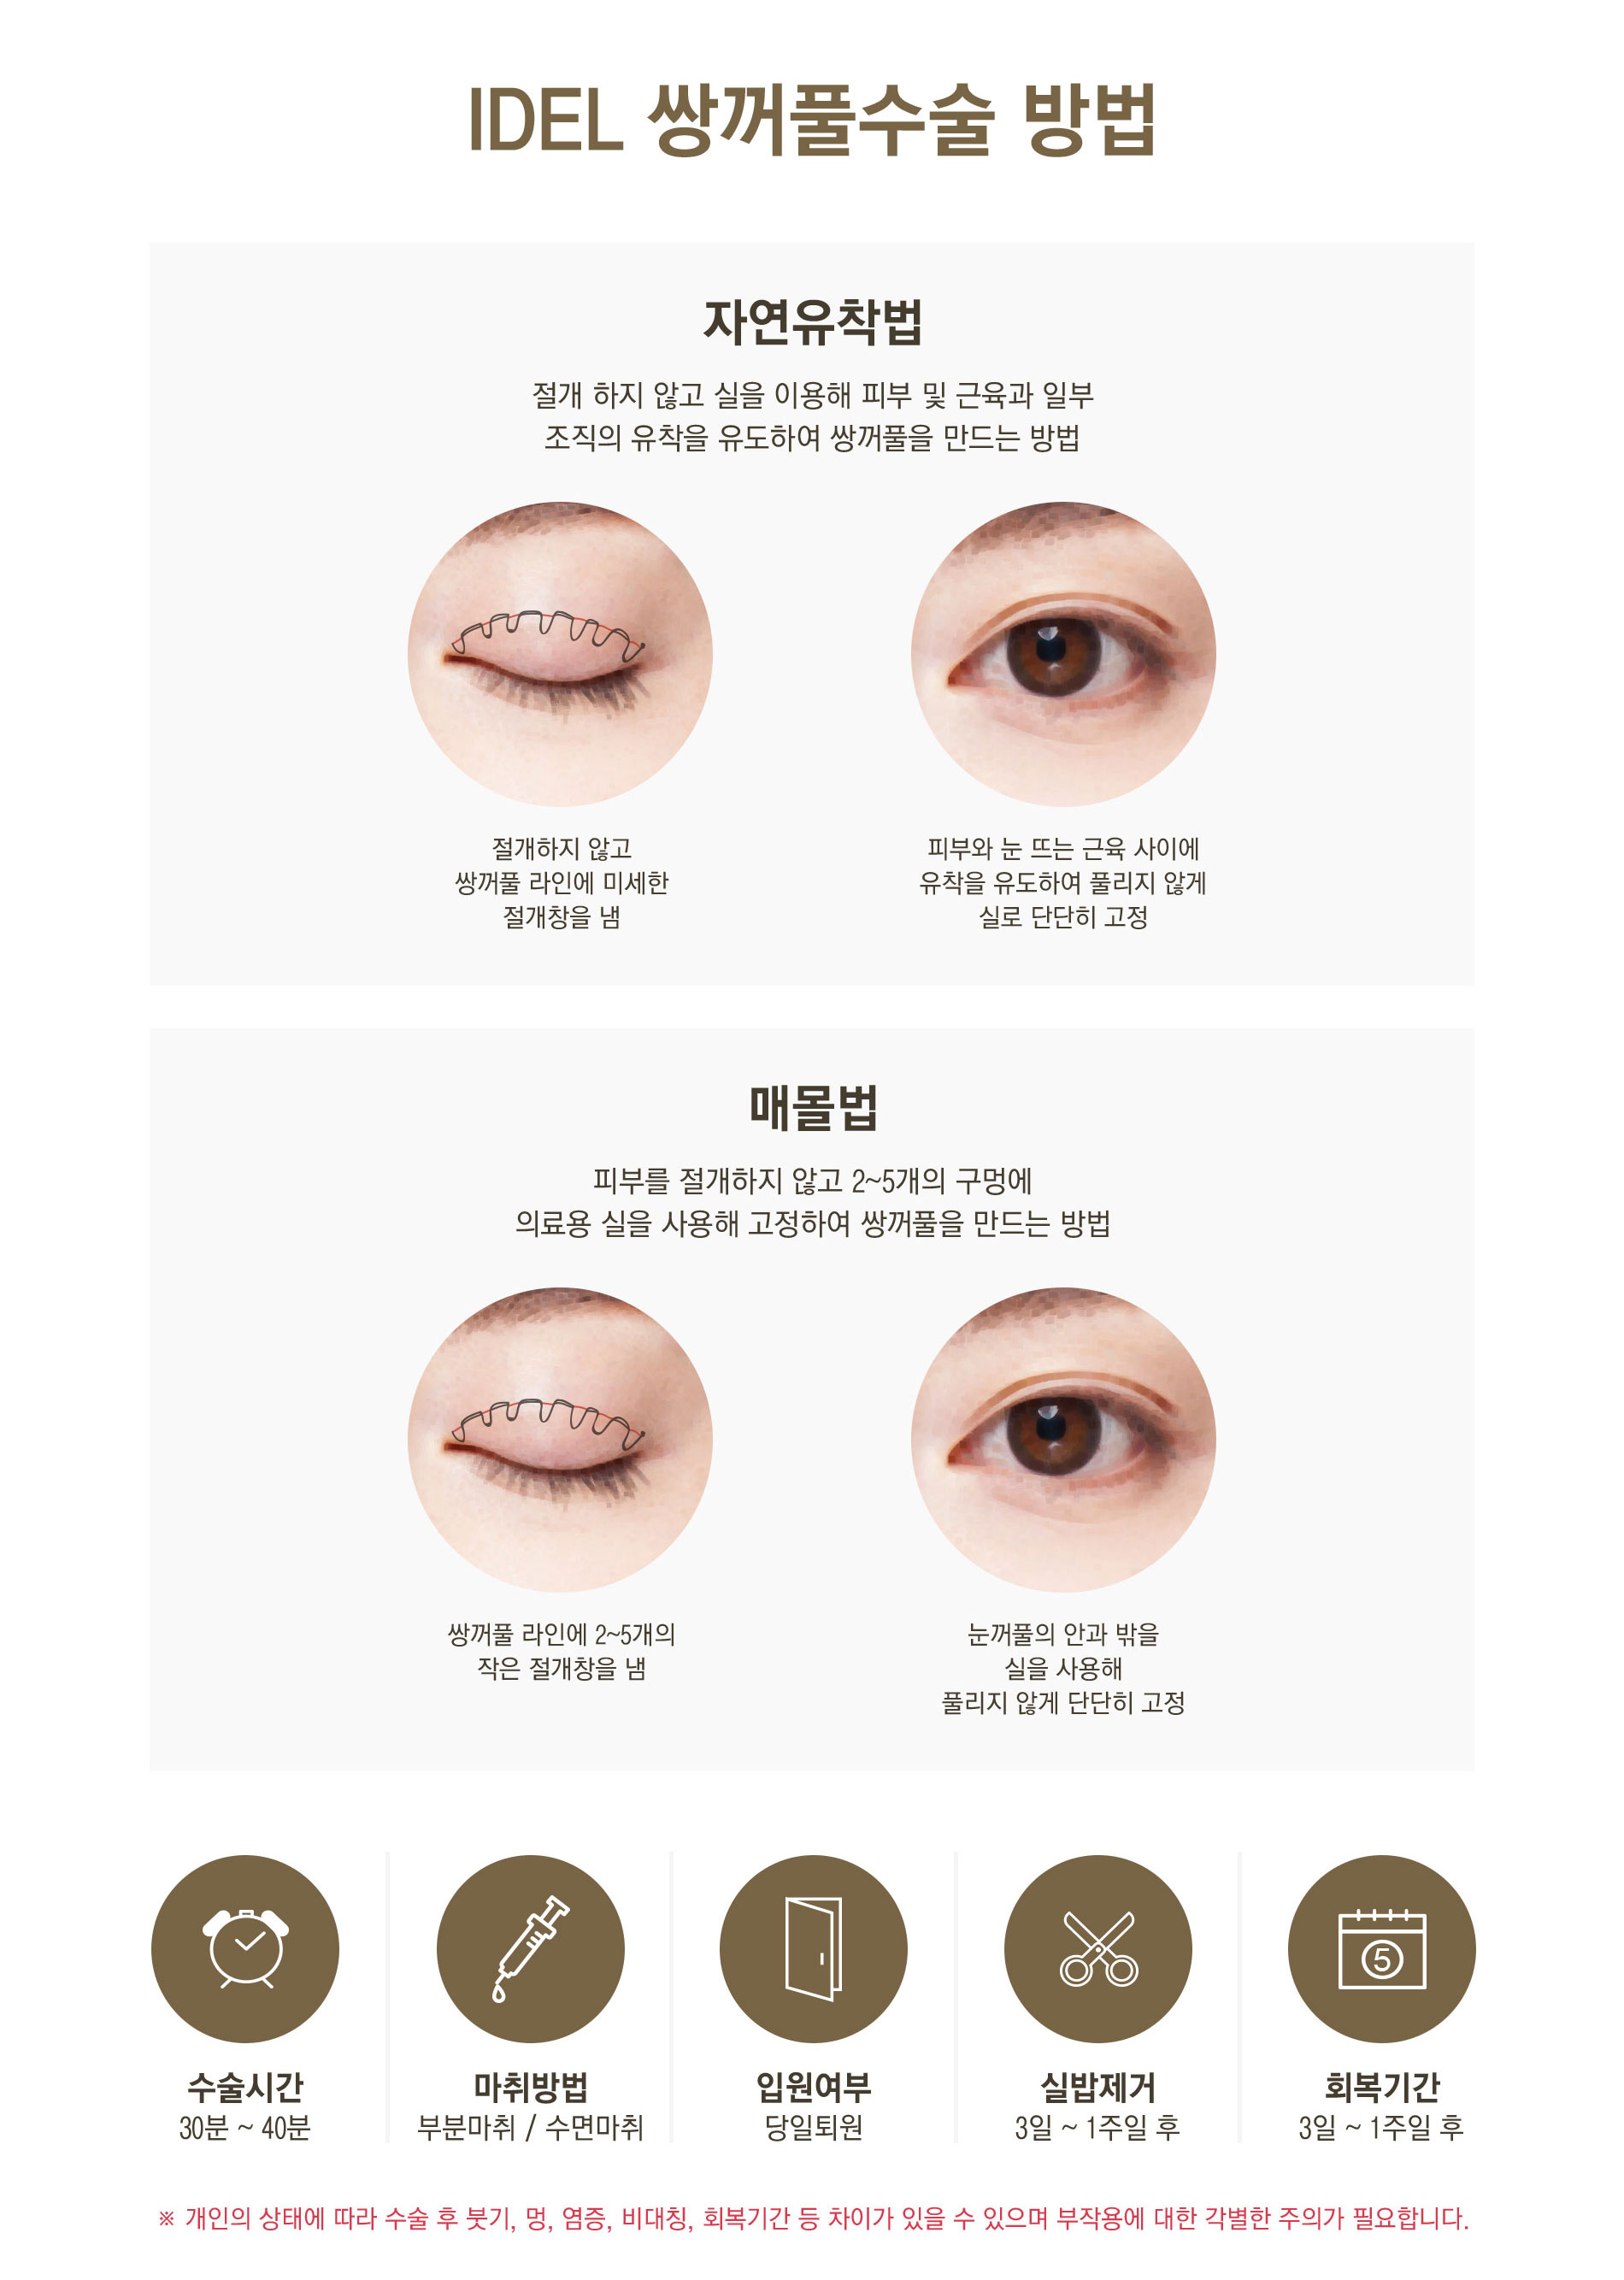 IDEL 쌍꺼풀수술 방법
자연유착법
절개 하지 않고 실을 이용해 피부 및 근육과 일부
조직의 유착을 유도하여 쌍꺼풀을 만드는 방법
절개하지 않고
쌍꺼풀 라인에 미세한
절개창을 냄
피부와 눈 뜨는 근육 사이에
유착을 유도하여 풀리지 않게
실로 단단히 고정
매몰법
피부를 절개하지 않고 2~5개의 구멍에
의료용 실을 사용해 고정하여 쌍꺼풀을 만드는 방법
쌍꺼풀 라인에 2~5개의
작은 절개창을 냄
눈꺼풀의 안과 밖을
실을 사용해
풀리지 않게 단단히 고정
5
수술시간
30분 ~ 40분
마취방법
부분마취 / 수면마취
입원여부
당일퇴원
실밥제거
3일 ~ 1주일 후
회복기간
3일 ~ 1주일 후
※ 개인의 상태에 따라 수술 후 붓기, 멍, 염증, 비대칭, 회복기간 등 차이가 있을 수 있으며 부작용에 대한 각별한 주의가 필요합니다.